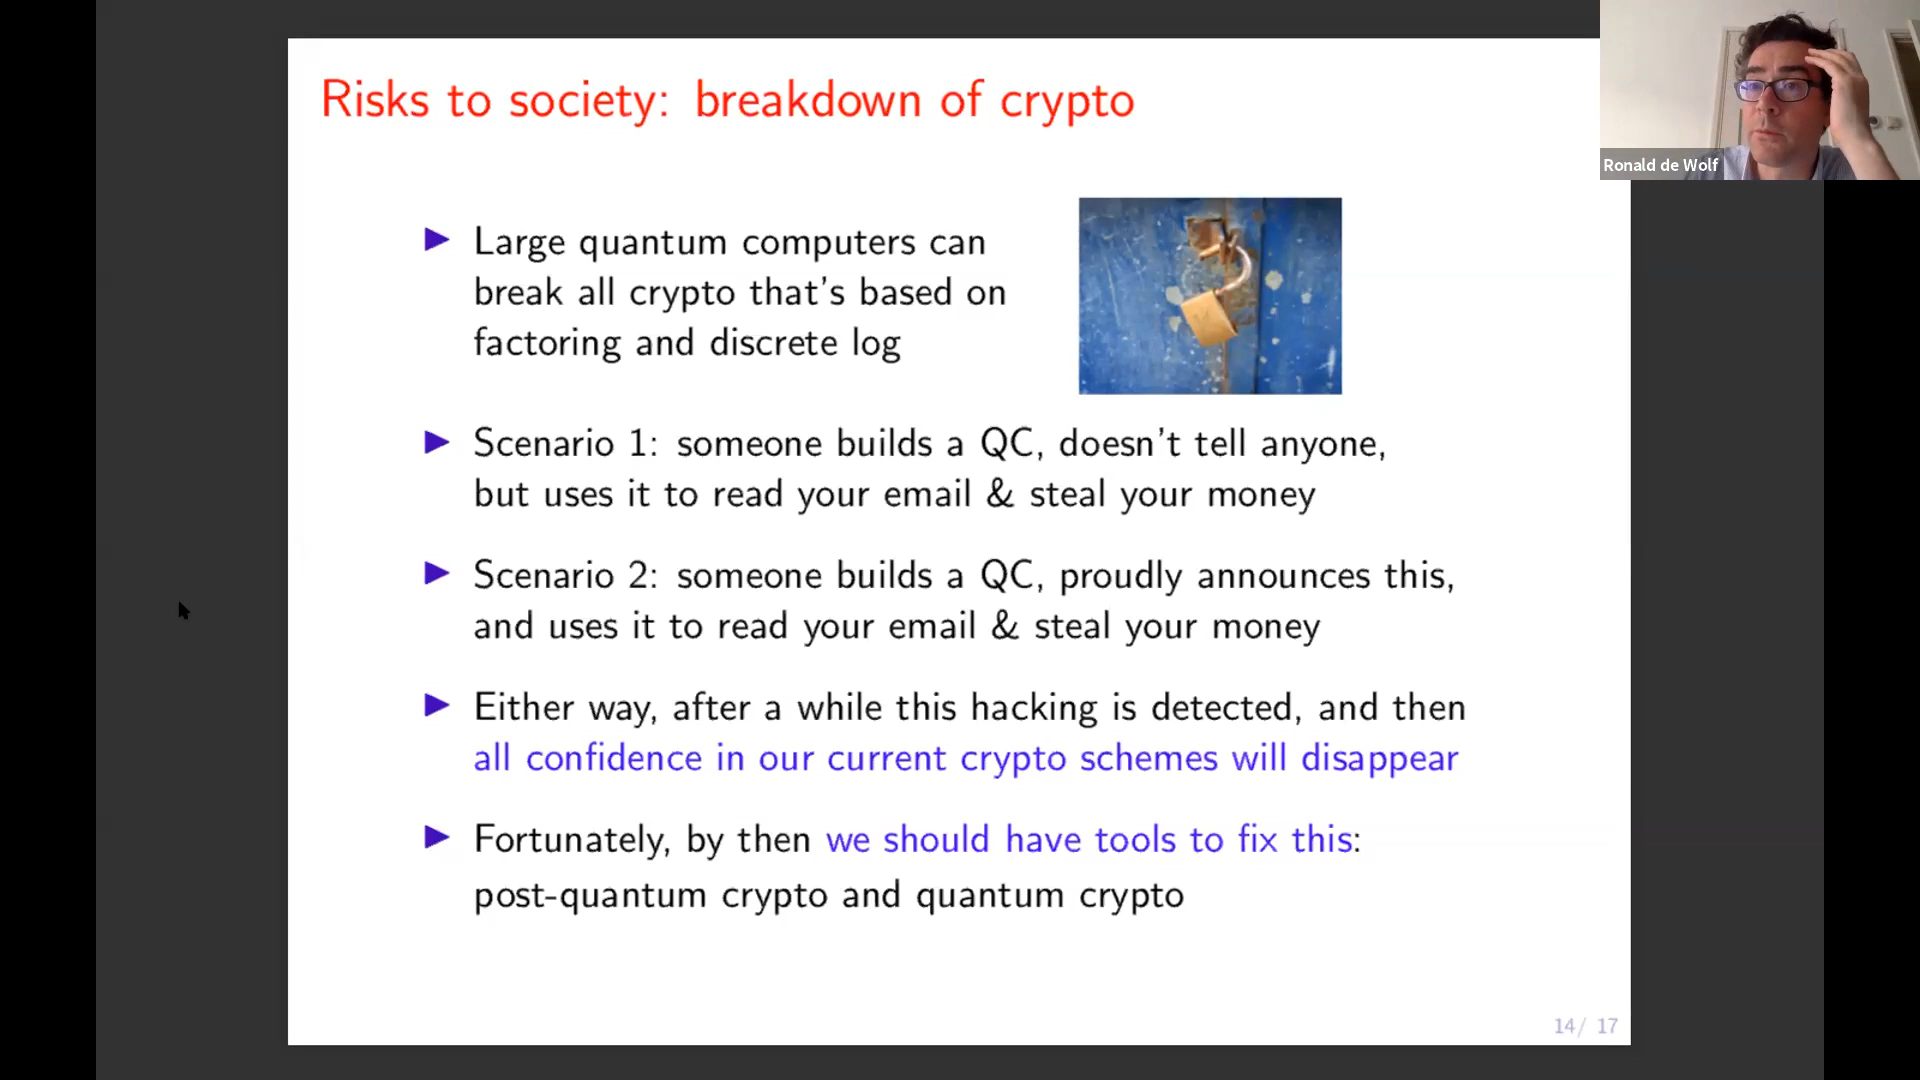 Risks to society: breakdown of crypto
Ronald de Wolf
Large quantum computers can
break all crypto that's based on
factoring and discrete log
Scenario 1: someone builds a QC, doesn't tell anyone,
but uses it to read your email & steal your money
Scenario 2: someone builds a QC, proudly announces this,
and uses it to read your email & steal your money
Either way, after a while this hacking is detected, and then
all confidence in our current crypto schemes will disappear
Fortunately, by then we should have tools to fix this:
post-quantum crypto and quantum crypto
14 / 17